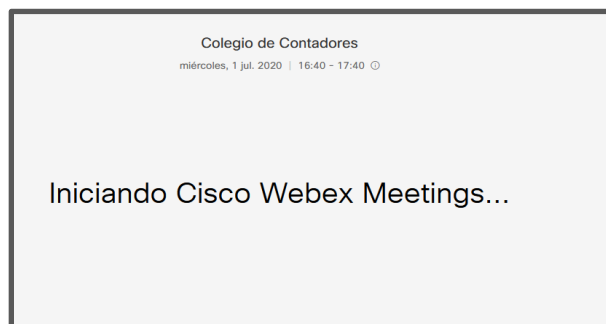 Colegio de Contadores
miércoles, 1 jul. 2020 | 16:40 - 17:40
Iniciando Cisco Webex Meetings...